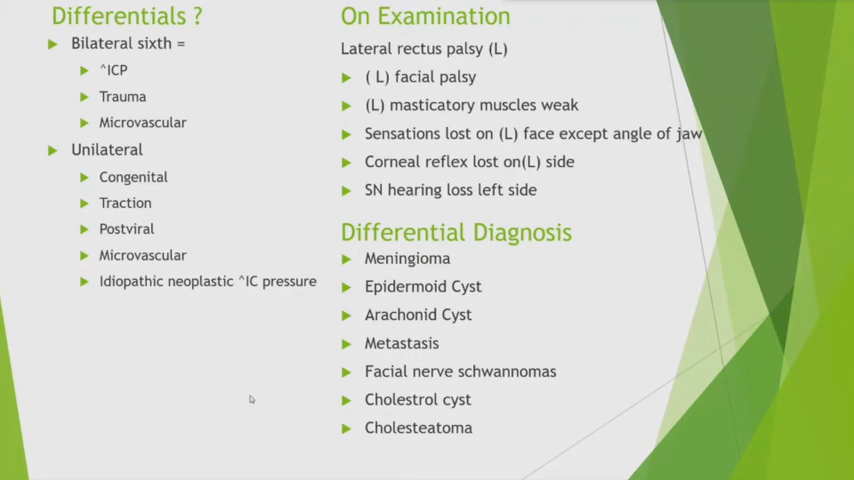 Differentials ?
Bilateral sixth =
^ICP
Trauma
Microvascular
Unilateral
Congenital
Traction
Postviral
Microvascular
Idiopathic neoplastic ^IC pressure
On Examination
Lateral rectus palsy (L)
( L) facial palsy
(L) masticatory muscles weak
Sensations lost on (L) face except angle of jaw
Corneal reflex lost on(L) side
SN hearing loss left side
Differential Diagnosis
Meningioma
Epidermoid Cyst
Arachonid Cyst
Metastasis
Facial nerve schwannomas
Cholestrol cyst
Cholesteatoma